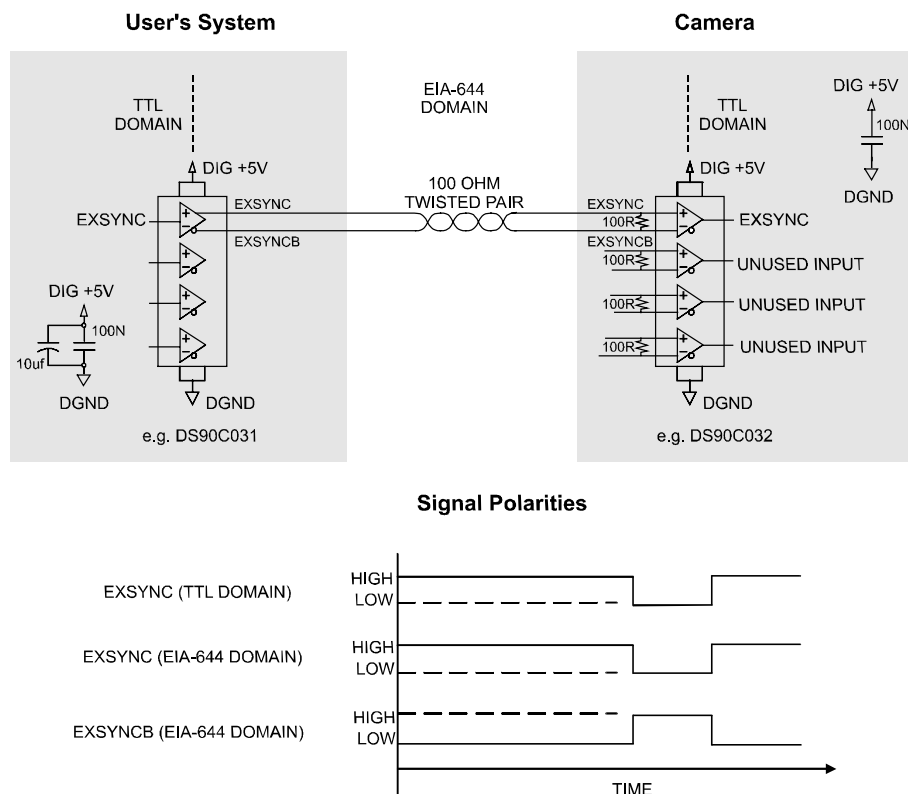 User's System
Camera
EIA-644
DOMAIN
TTL
DOMAIN
TTL
DOMAIN
DIG +5V
100N
DGND
DIG +5V
DIG +5V
100 OHM
TWISTED PAIR
EXSYNC
EXSYNC
EXSYNCB
EXSYNC
100R
EXSYNC
EXSYNCB
100R
UNUSED INPUT
100R
UNUSED INPUT
100R
UNUSED INPUT
DIG +5V
100N
10uf
DGND
DGND
DGND
e.g. DS90C031
e.g. DS90C032
Signal Polarities
EXSYNC (TTL DOMAIN)
HIGH
LOW
EXSYNC (EIA-644 DOMAIN)
HIGH
LOW
EXSYNCB (EIA-644 DOMAIN)
HIGH
LOW
TIME